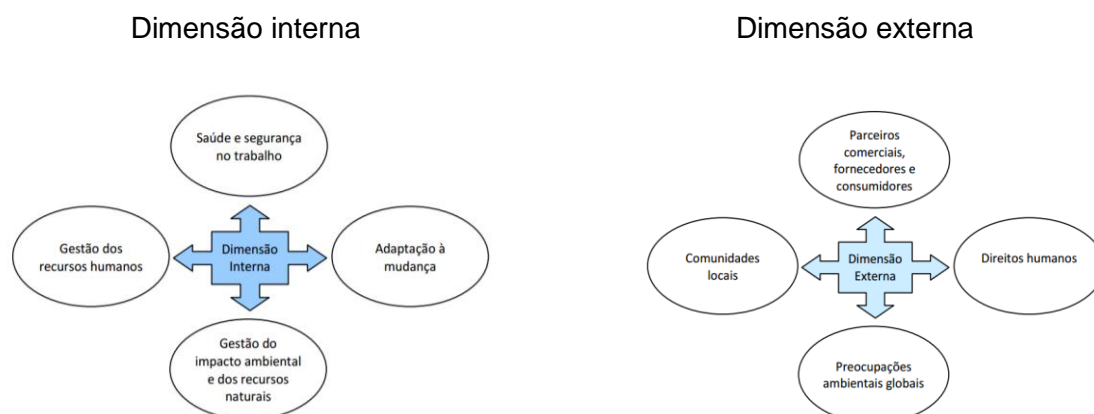 Dimensão interna
Saúde e segurança
no trabalho
Gestão dos
recursos humanos
Dimensão
Interna
Adaptação à
mudança
Gestão do
impacto ambiental
e dos recursos
naturais
Dimensão externa
Parceiros
comerciais,
fornecedores e
consumidores
Comunidades
locais
Dimensão
Externa
Direitos humanos
Preocupações
ambientais globais